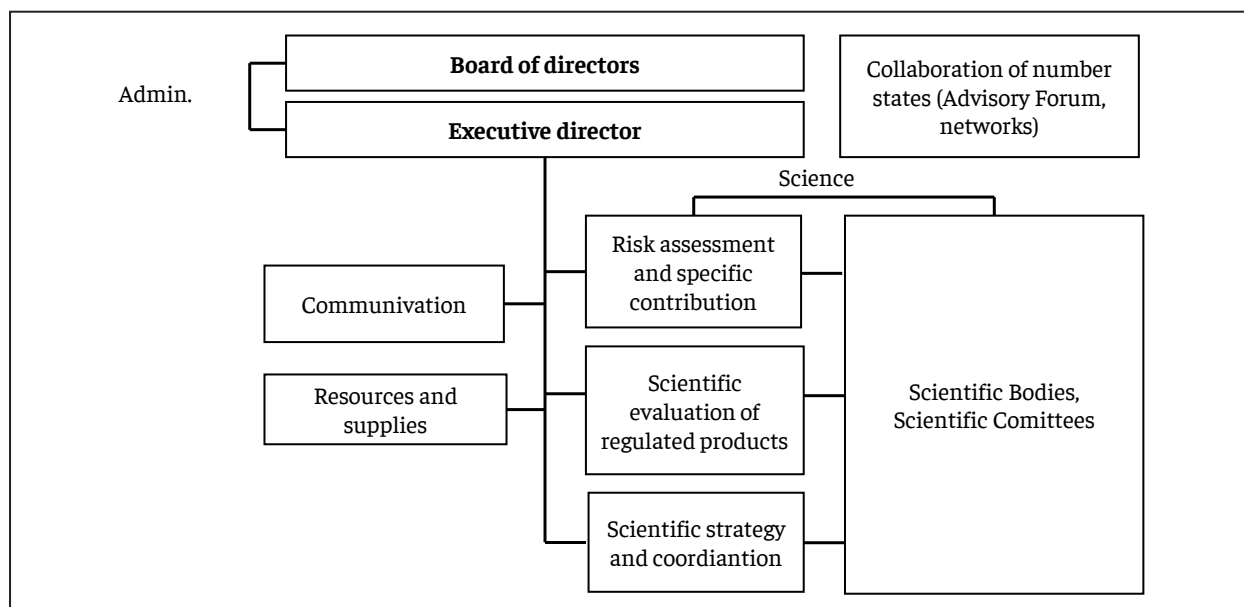 Admin.
Board of directors
Executive director
Collaboration of number
states (Advisory Forum,
networks)
Science
Communivation
Resources and
supplies
Risk assessment
and specific
contribution
Scientific
evaluation of
regulated products
Scientific strategy
and coordiantion
Scientific Bodies,
Scientific Comittees